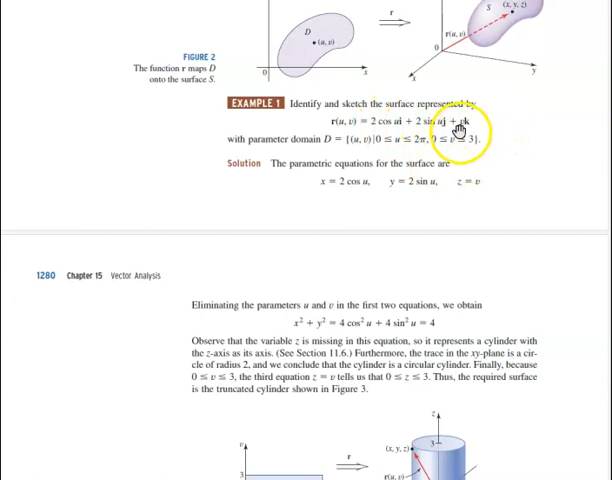 D
(u, v)
0
x
r
S
(x, y, z)
r(u, v)
0
x
y
FIGURE 2
The function r maps D
onto the surface S.
EXAMPLE 1 Identify and sketch the surface represented by
r(u, v) = 2 cos ui + 2 sin uj + vk
with parameter domain D = {(u, v)|0 ≤ u ≤ 2π, 0 ≤ v ≤ 3}.
Solution The parametric equations for the surface are
x = 2 cos u, y = 2 sin u, z = v
1280 Chapter 15 Vector Analysis
Eliminating the parameters u and v in the first two equations, we obtain
x² + y² = 4 cos² u + 4 sin² u = 4
Observe that the variable z is missing in this equation, so it represents a cylinder with
the z-axis as its axis. (See Section 11.6.) Furthermore, the trace in the xy-plane is a cir-
cle of radius 2, and we conclude that the cylinder is a circular cylinder. Finally, because
0 ≤ v ≤ 3, the third equation z = v tells us that 0 ≤ z ≤ 3. Thus, the required surface
is the truncated cylinder shown in Figure 3.
v
3
r
z
3
(x, y, z)
r(u, v)